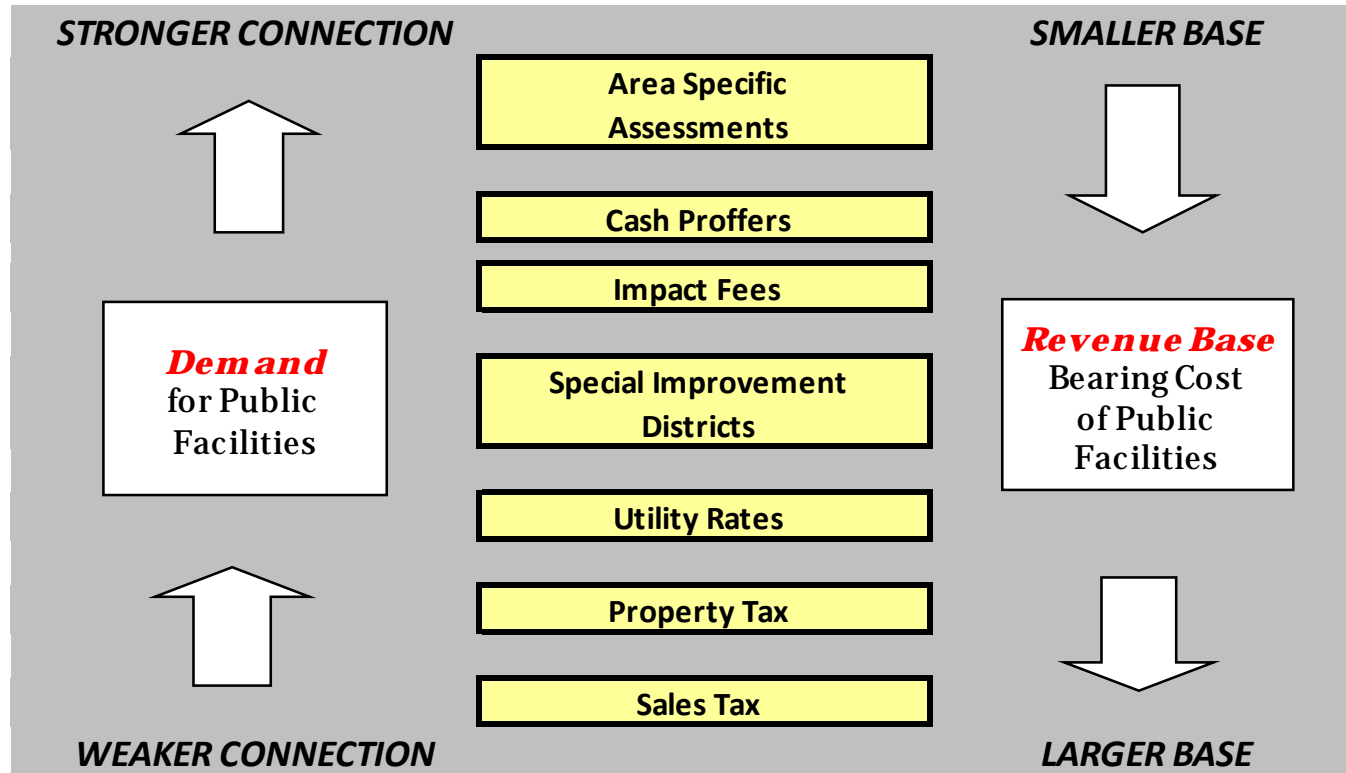 STRONGER CONNECTION
SMALLER BASE
Area Specific
Assessments
Cash Proffers
Impact Fees
Demand
for Public
Facilities
Special Improvement
Districts
Revenue Base
Bearing Cost
of Public
Facilities
Utility Rates
Property Tax
Sales Tax
WEAKER CONNECTION
LARGER BASE